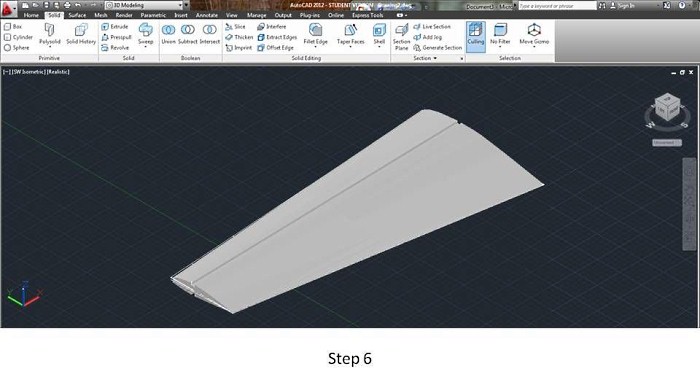 3D Modeling
AutoCAD 2012 - STUDENT VERSION
Type a keyword or phrase
Sign In
Home Solid Surface Mesh Render Parametric Insert Annotate View Manage Output Plug-ins Online Express Tools
Box Extrude Slice Interfere Live Section
Cylinder Polysolid Solid History Presspull Sweep Union Subtract Intersect Thicken Extract Edges Fillet Edge Taper Faces Shell Section Plane Add Jog Culling No Filter Move Gizmo
Sphere Revolve Imprint Offset Edge Generate Section
Primitive Solid Boolean Solid Editing Section Selection
[−] [SW Isometric] [Realistic]
Step 6